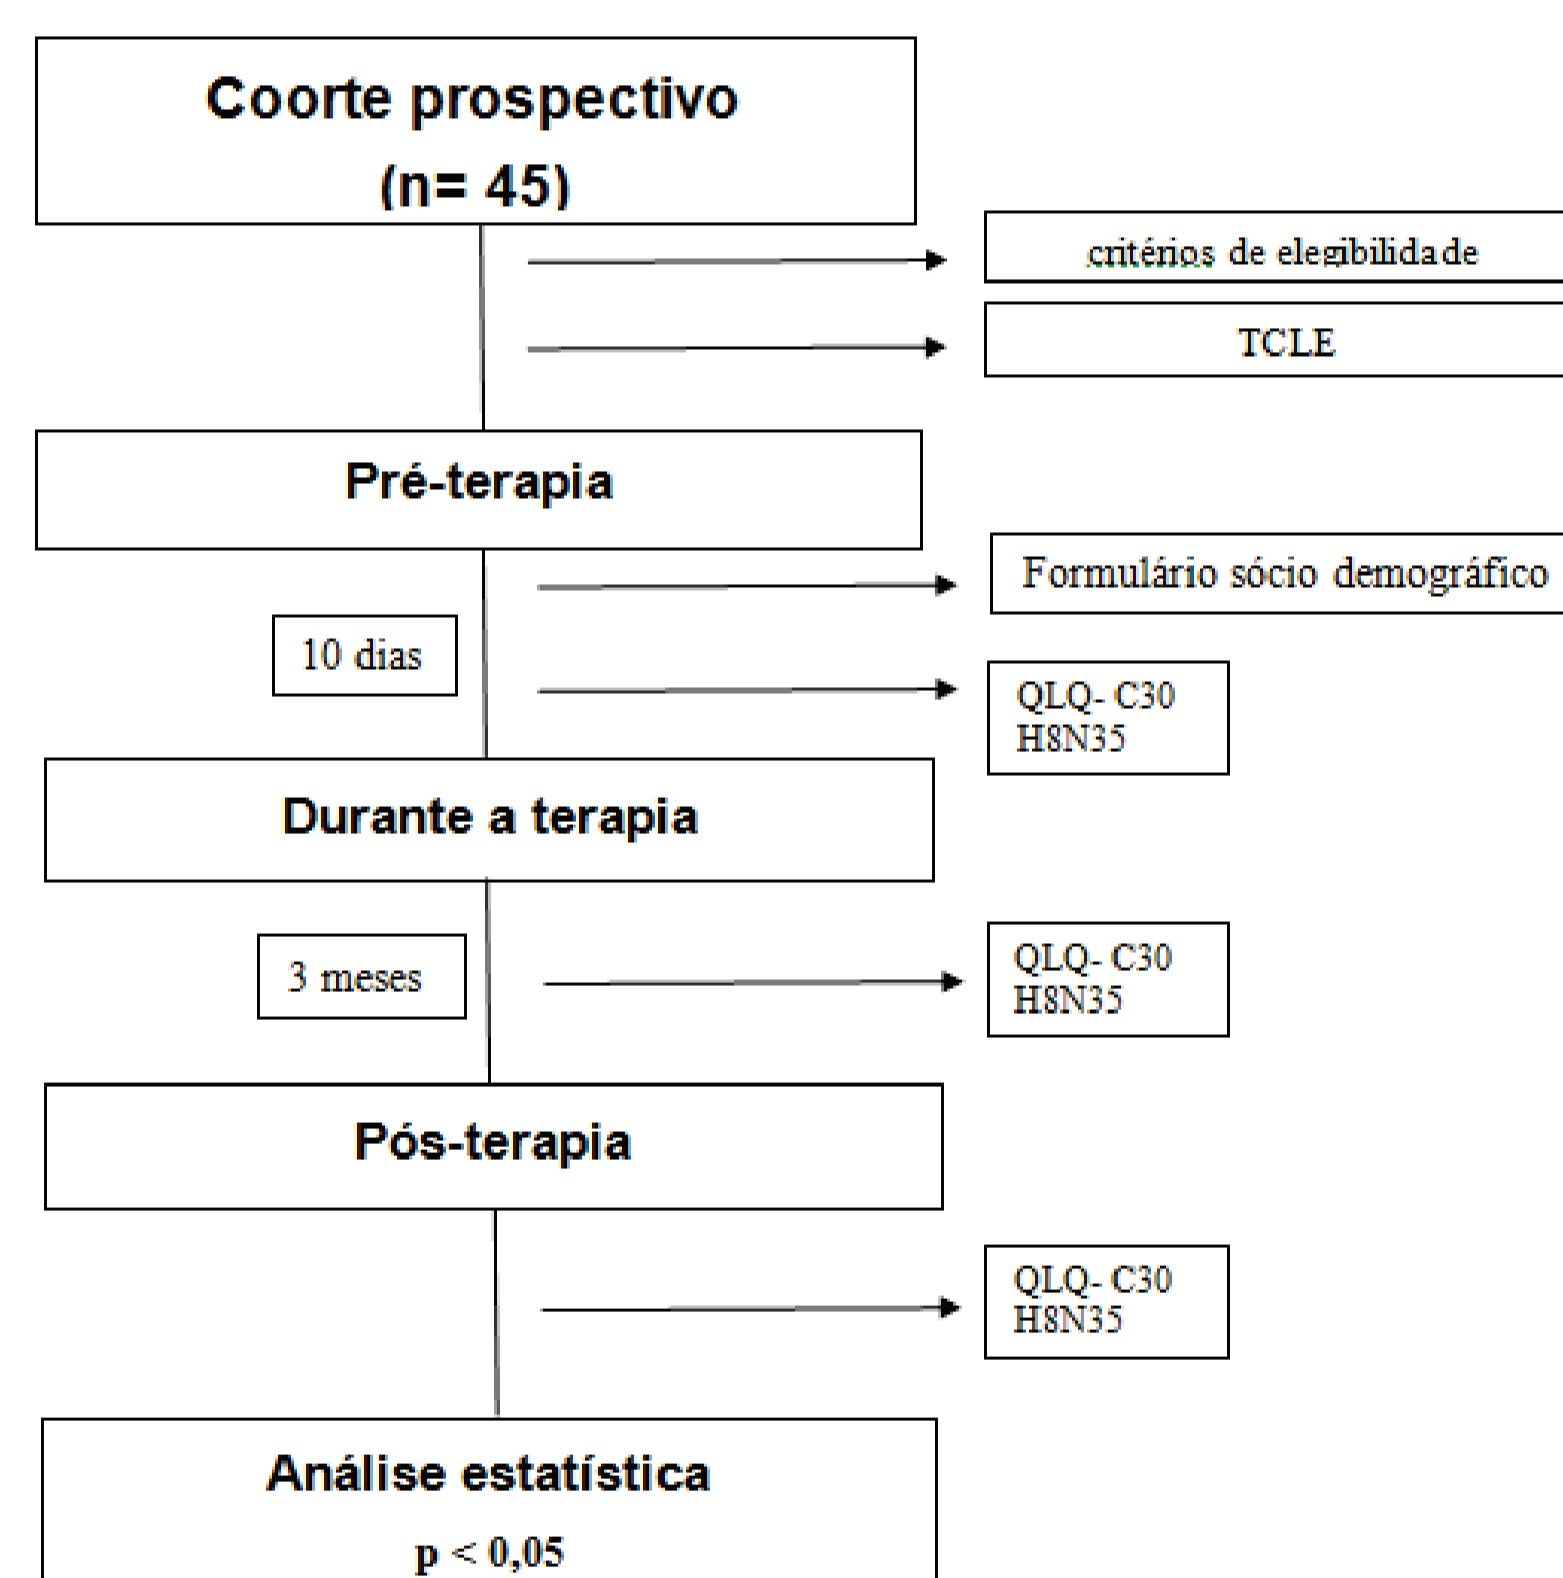 Coorte prospectivo
(n= 45)
critérios de elegibilidade
TCLE
Pré-terapia
Formulário sócio demográfico
10 dias
QLQ- C30
H8N35
Durante a terapia
3 meses
QLQ- C30
H8N35
Pós-terapia
QLQ- C30
H8N35
Análise estatística
p < 0,05